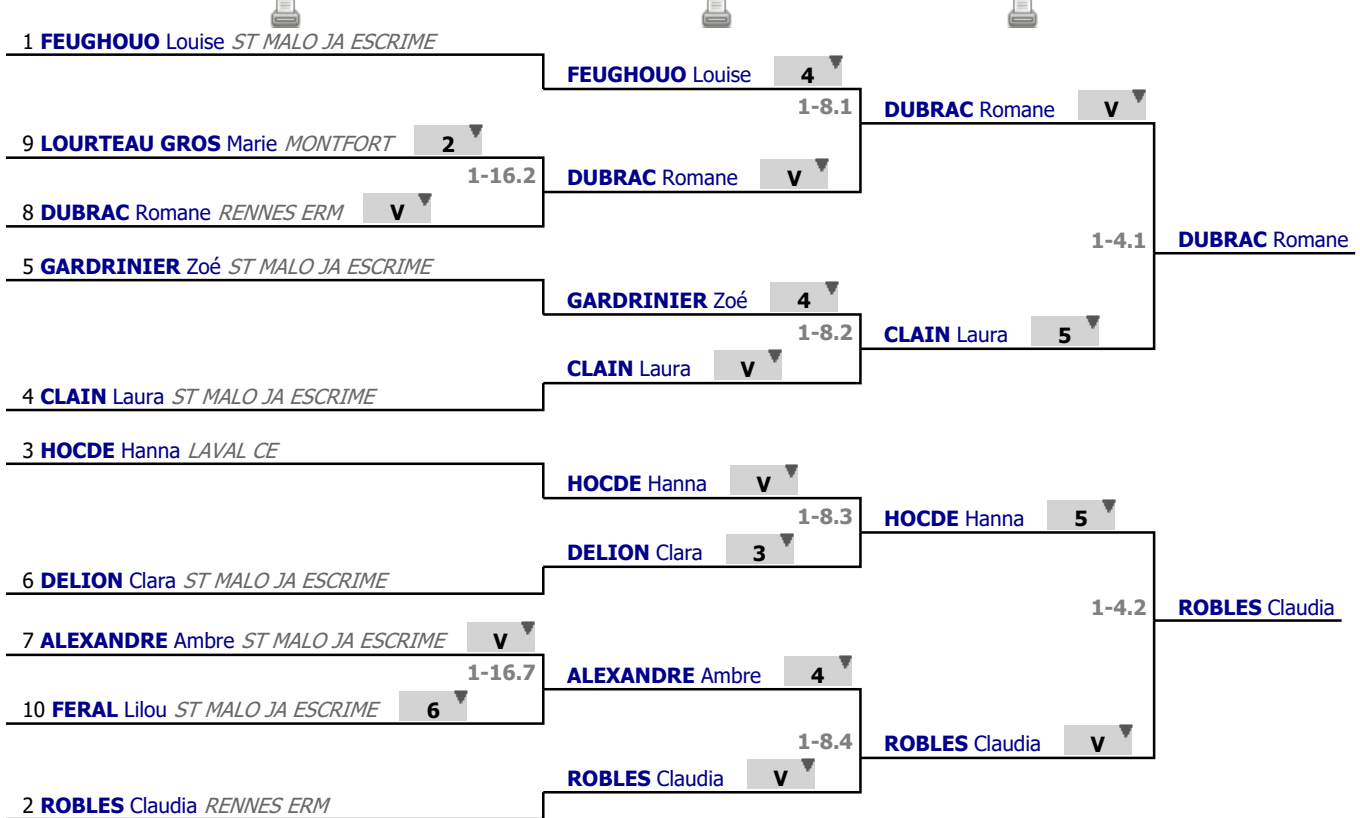 1 FEUGHOUO Louise ST MALO JA ESCRIME
FEUGHOUO Louise 4
1-8.1
DUBRAC Romane V
9 LOURTEAU GROS Marie MONTFORT 2
1-16.2
DUBRAC Romane V
8 DUBRAC Romane RENNES ERM V
1-4.1
DUBRAC Romane
5 GARDRINIER Zoé ST MALO JA ESCRIME
GARDRINIER Zoé 4
1-8.2
CLAIN Laura 5
CLAIN Laura V
4 CLAIN Laura ST MALO JA ESCRIME
3 HOCDE Hanna LAVAL CE
HOCDE Hanna V
1-8.3
HOCDE Hanna 5
DELION Clara 3
6 DELION Clara ST MALO JA ESCRIME
1-4.2
ROBLES Claudia
7 ALEXANDRE Ambre ST MALO JA ESCRIME V
1-16.7
ALEXANDRE Ambre 4
10 FERAL Lilou ST MALO JA ESCRIME 6
1-8.4
ROBLES Claudia V
ROBLES Claudia V
2 ROBLES Claudia RENNES ERM